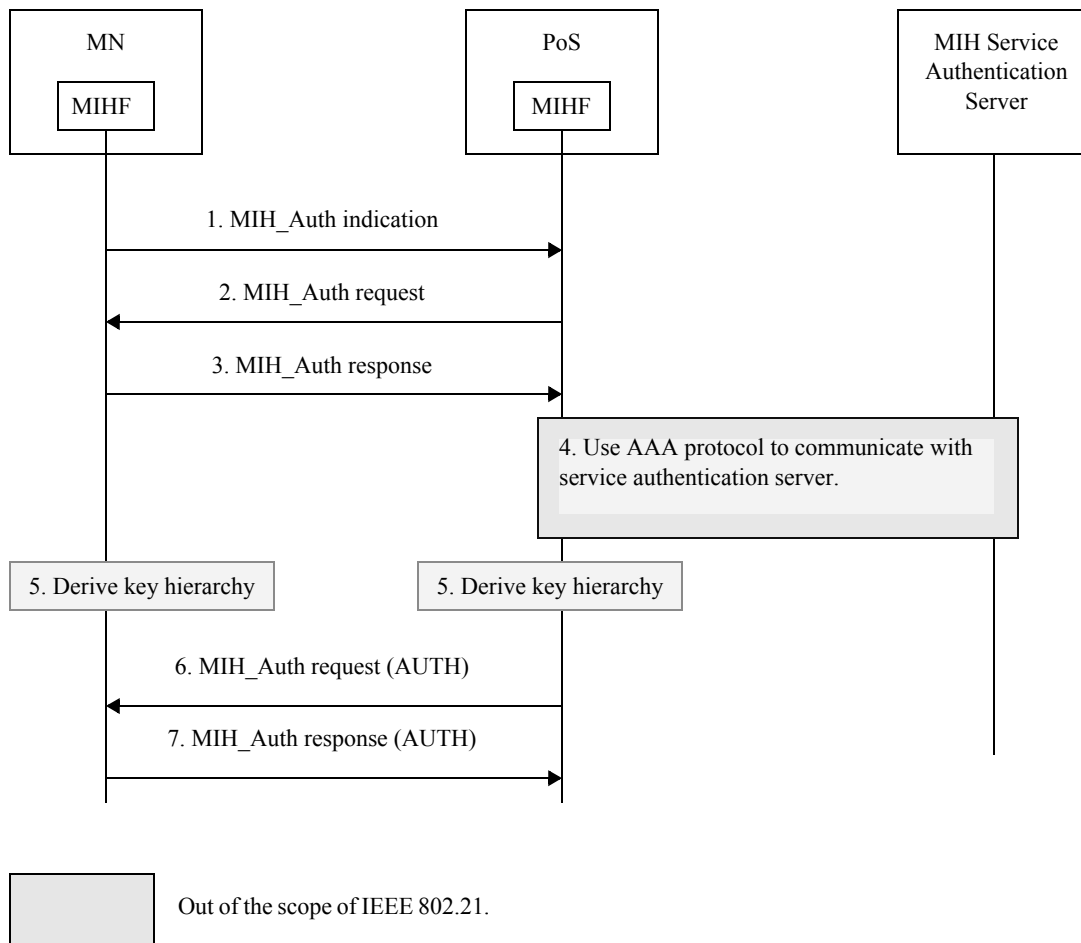 MN
MIHF
PoS
MIHF
MIH Service
Authentication
Server
1. MIH_Auth indication
2. MIH_Auth request
3. MIH_Auth response
4. Use AAA protocol to communicate with
service authentication server.
5. Derive key hierarchy
5. Derive key hierarchy
6. MIH_Auth request (AUTH)
7. MIH_Auth response (AUTH)
Out of the scope of IEEE 802.21.